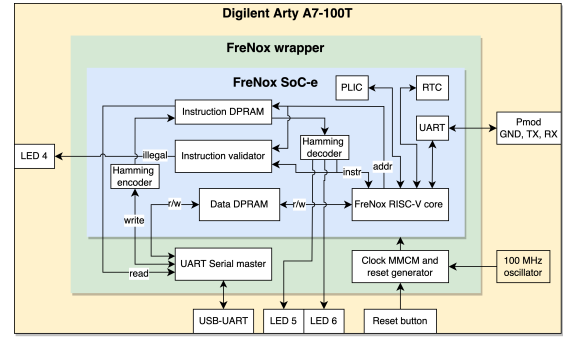 Digilent Arty A7-100T
FreNox wrapper
FreNox SoC-e
PLIC
RTC
Instruction DPRAM
UART
Pmod
GND, TX, RX
Hamming
decoder
LED 4
illegal
Instruction validator
Hamming
encoder
instr
addr
r/w
Data DPRAM
r/w
FreNox RISC-V core
write
UART Serial master
read
Clock MMCM and
reset generator
100 MHz
oscillator
USB-UART
LED 5
LED 6
Reset button